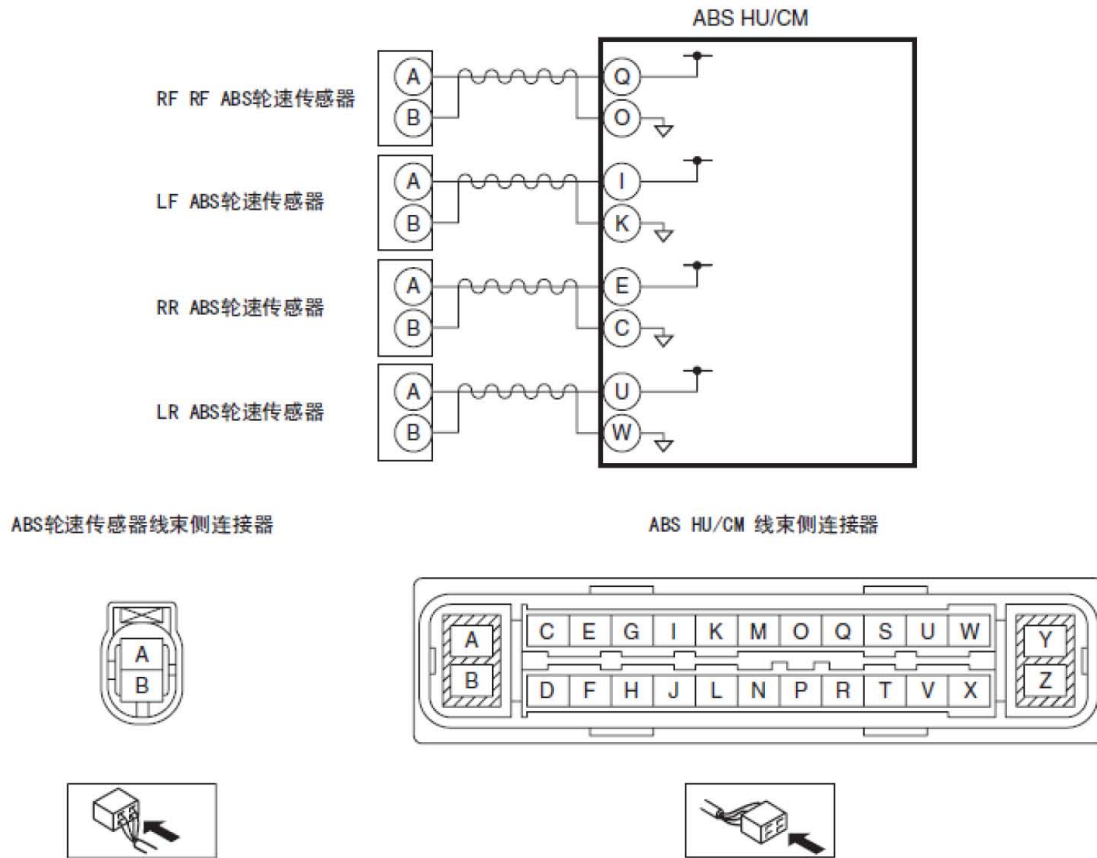 ABS HU/CM
RF RF ABS轮速传感器
A
B
Q
O
LF ABS轮速传感器
A
B
I
K
RR ABS轮速传感器
A
B
E
C
LR ABS轮速传感器
A
B
U
W
ABS轮速传感器线束侧连接器
ABS HU/CM 线束侧连接器
A
B
A C E G I K M O Q S U W Y
B D F H J L N P R T V X Z